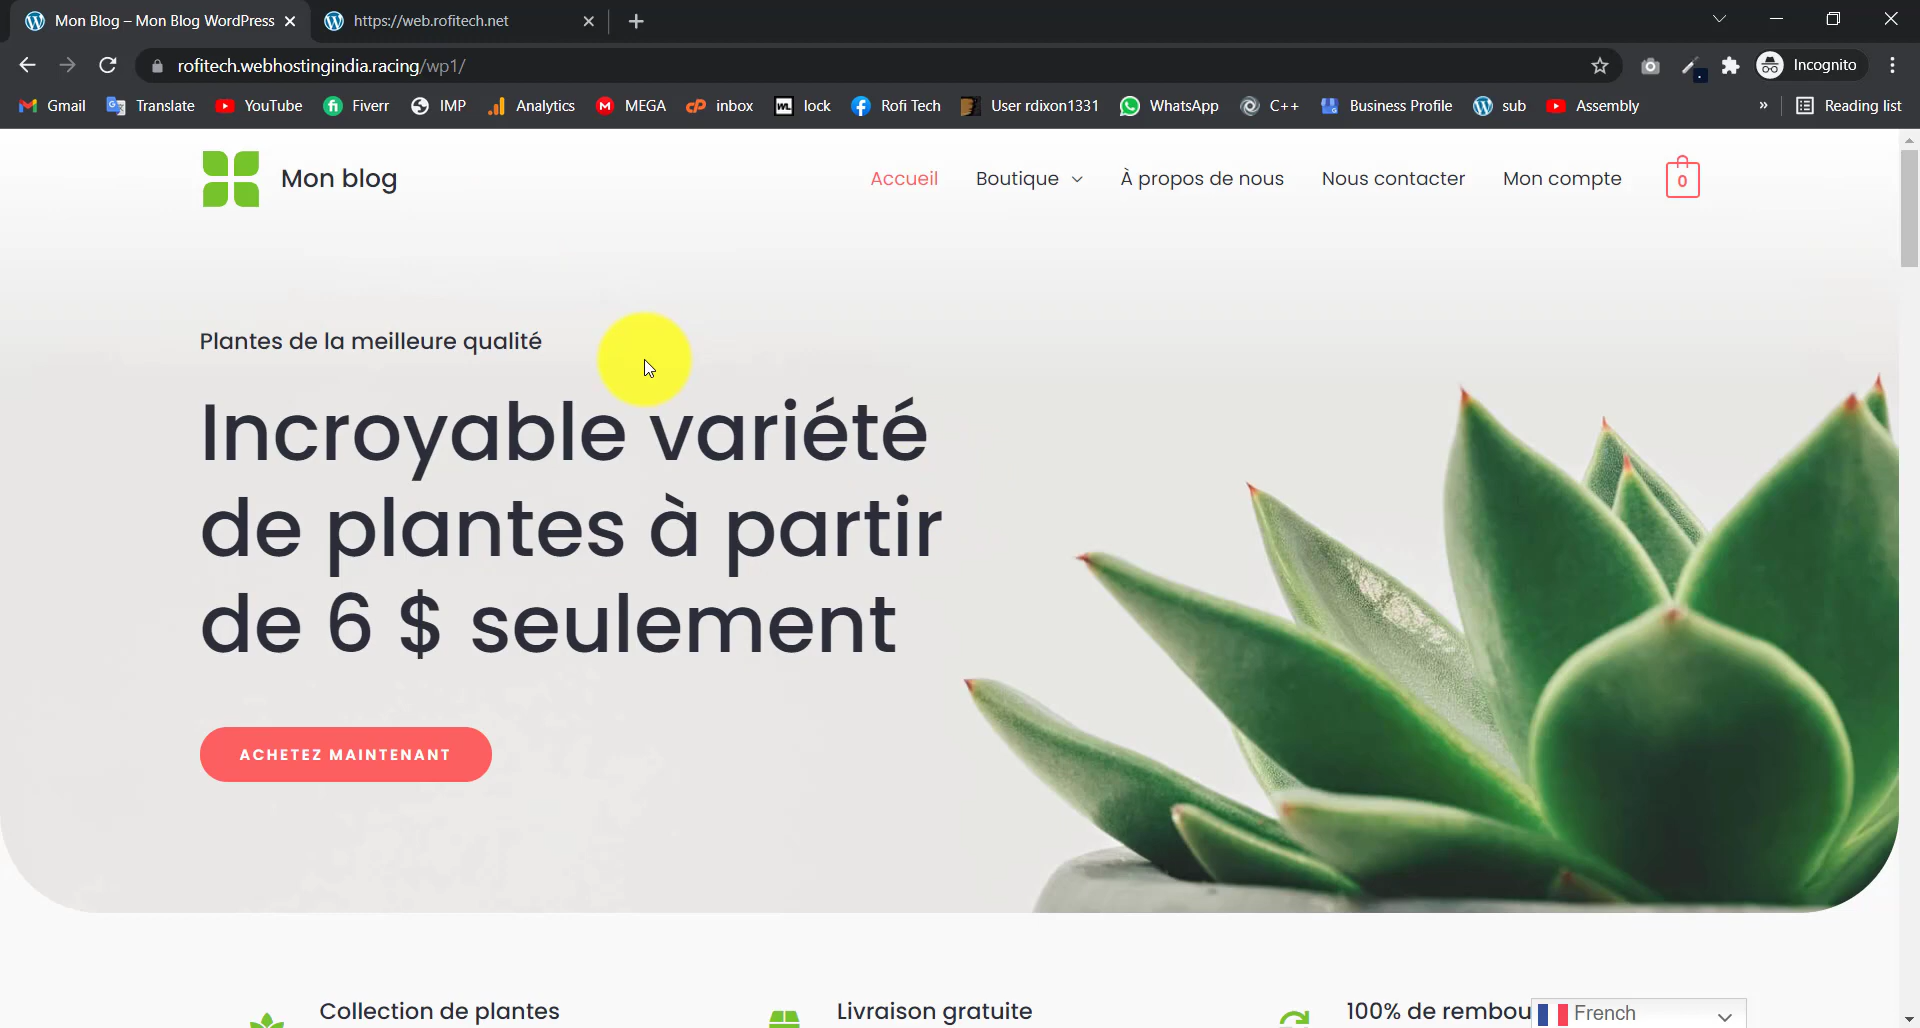 Mon Blog – Mon Blog WordPress
https://web.rofitech.net
rofitech.webhostingindia.racing/wp1/
Incognito
Gmail
Translate
YouTube
Fiverr
IMP
Analytics
MEGA
inbox
lock
Rofi Tech
User rdixon1331
WhatsApp
C++
Business Profile
sub
Assembly
»
Reading list
Mon blog
Accueil
Boutique
À propos de nous
Nous contacter
Mon compte
0
Plantes de la meilleure qualité
Incroyable variété
de plantes à partir
de 6 $ seulement
ACHETEZ MAINTENANT
Collection de plantes
Livraison gratuite
100% de rembou
French